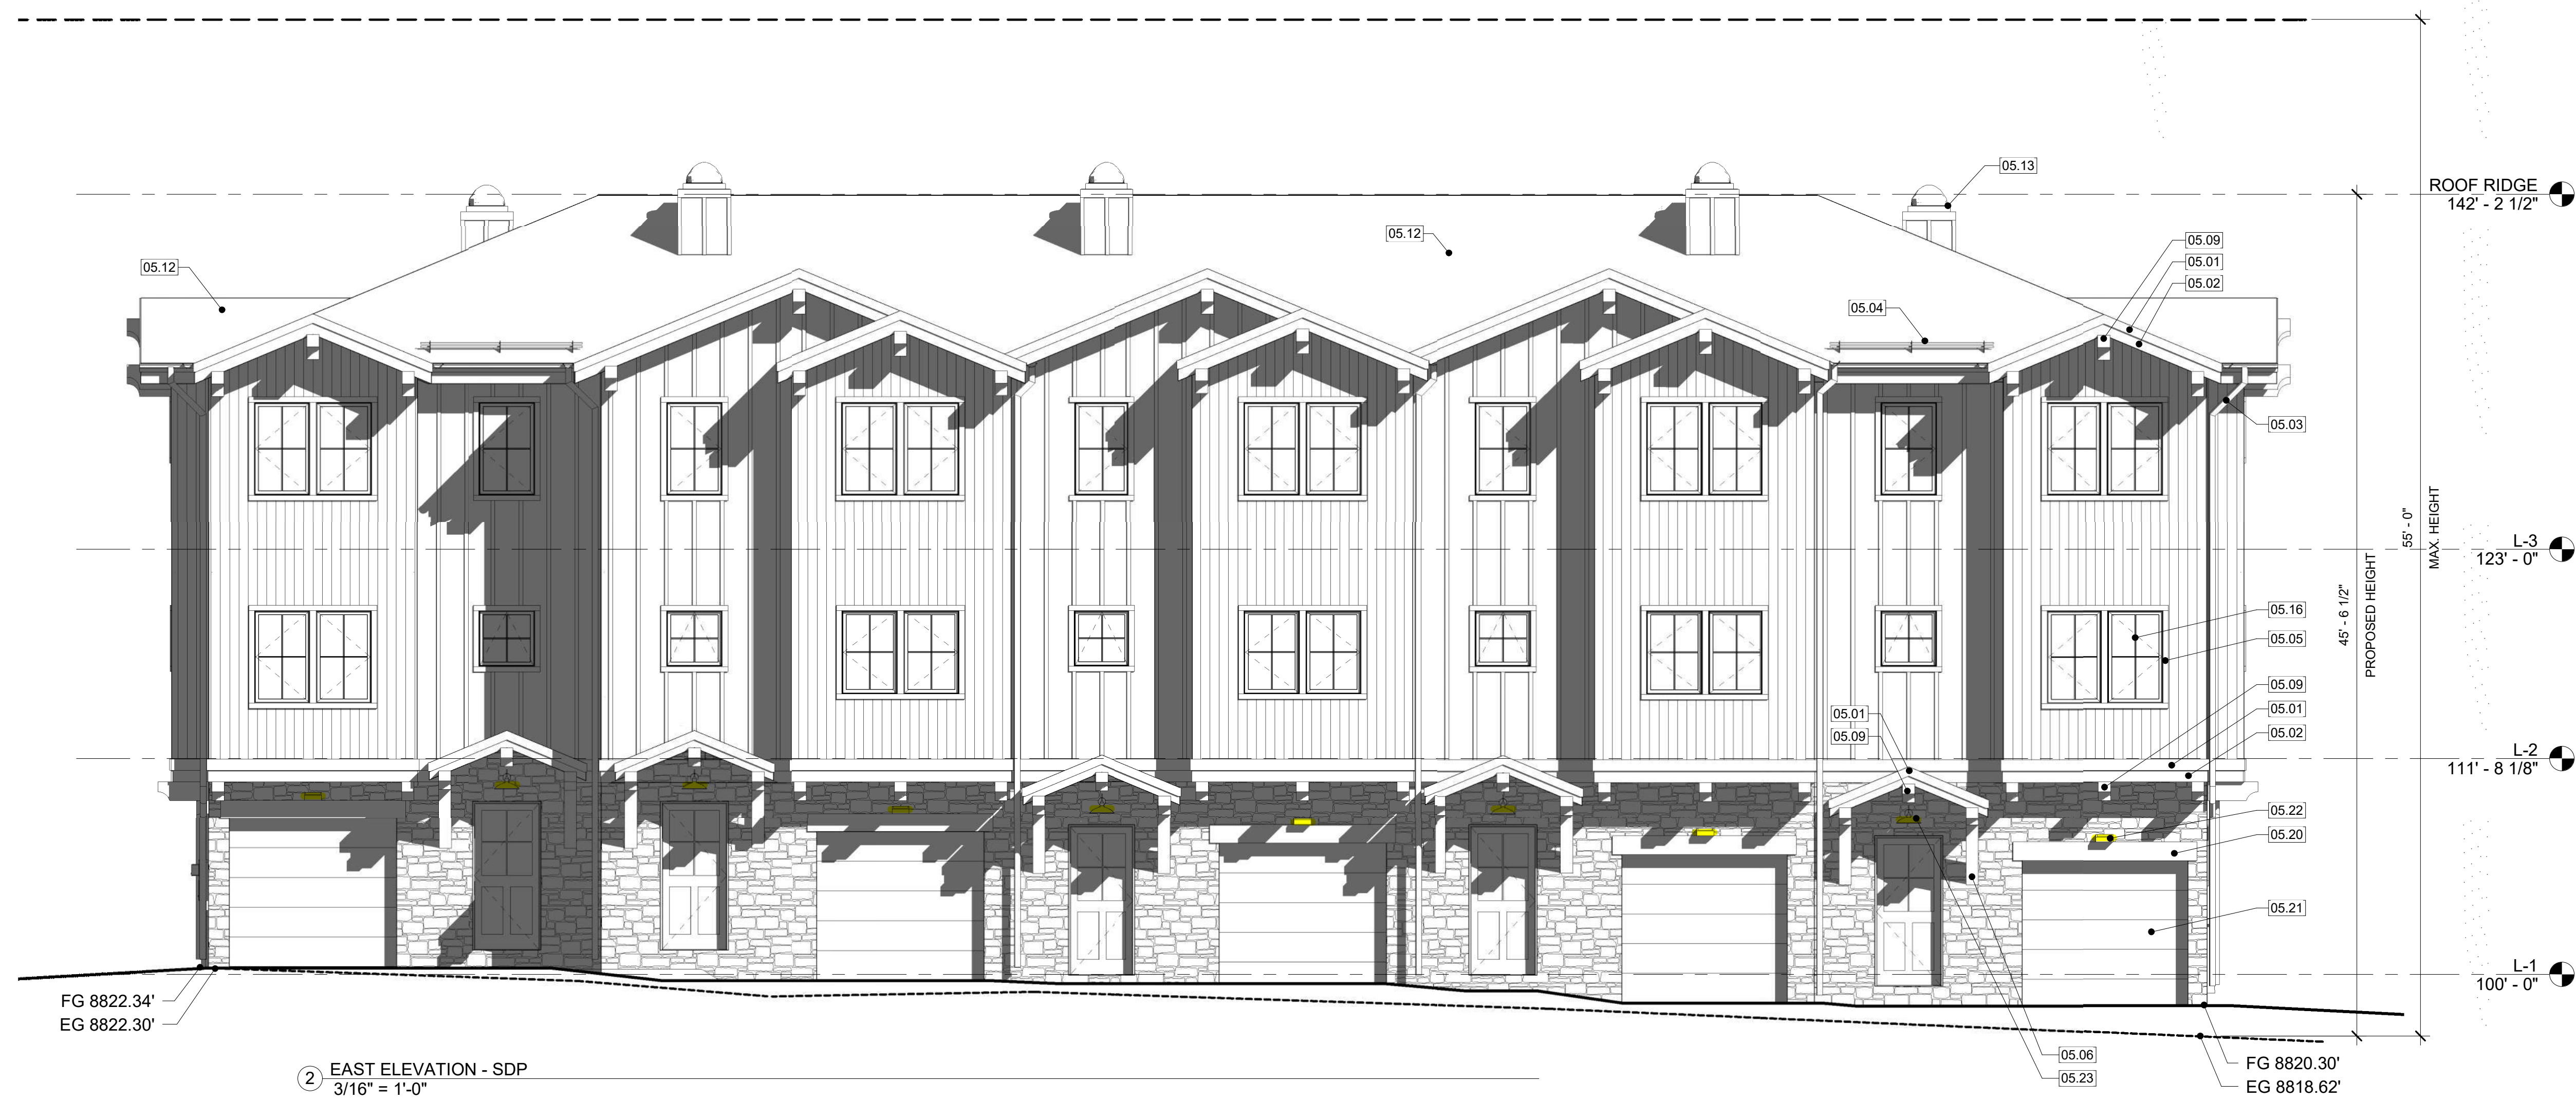 05.13
ROOF RIDGE
142' - 2 1/2"
05.12
05.09
05.01
05.02
05.12
05.04
05.03
55' - 0"
MAX. HEIGHT
L-3
123' - 0"
45' - 6 1/2"
PROPOSED HEIGHT
05.16
05.05
05.09
05.01
05.02
05.01
05.09
L-2
111' - 8 1/8"
05.22
05.20
05.21
L-1
100' - 0"
FG 8822.34'
EG 8822.30'
05.06
05.23
FG 8820.30'
EG 8818.62'
2
EAST ELEVATION - SDP
3/16" = 1'-0"